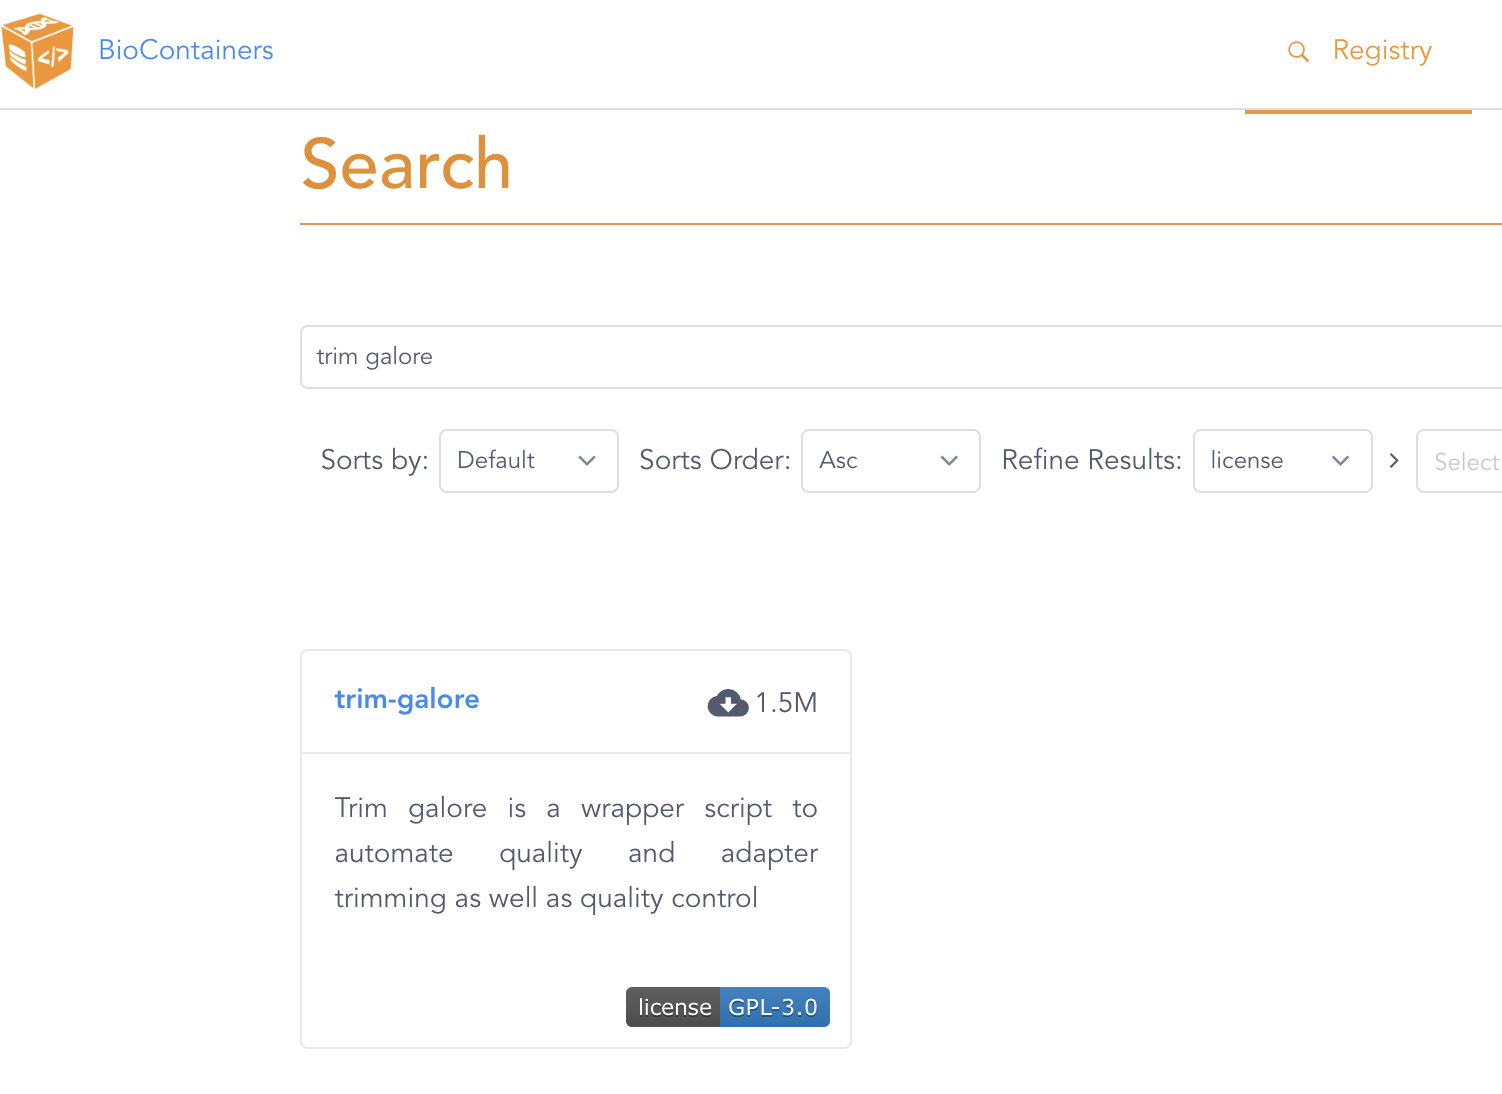 BioContainers
Registry
Search
trim galore
Sorts by: Default Sorts Order: Asc Refine Results: license Select
trim-galore 1.5M
Trim galore is a wrapper script to
automate quality and adapter
trimming as well as quality control
license GPL-3.0